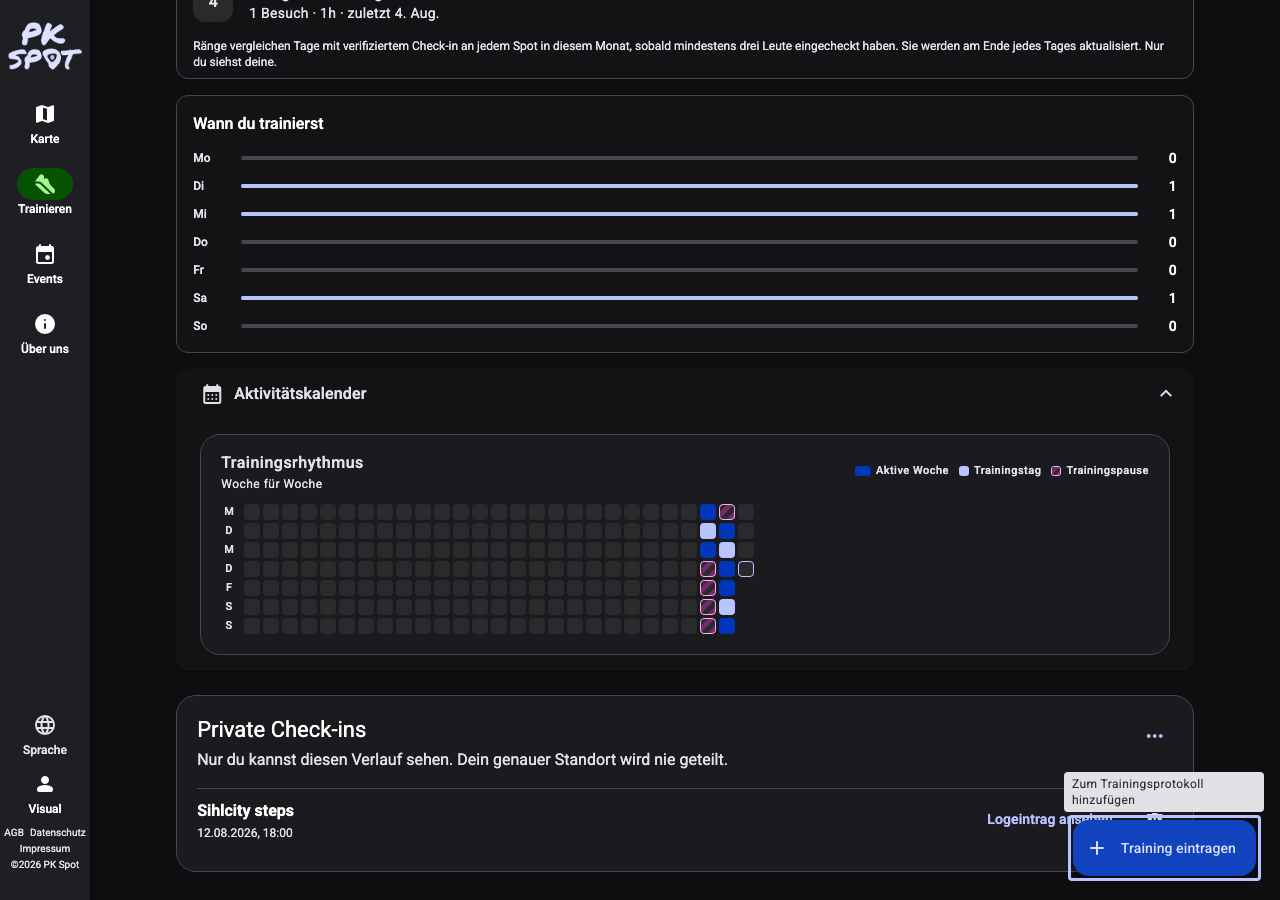 PK
SPOT
Karte
Trainieren
Events
Über uns
Sprache
Visual
AGB Datenschutz
Impressum
©2026 PK Spot
4
1 Besuch · 1h · zuletzt 4. Aug.
Ränge vergleichen Tage mit verifiziertem Check-in an jedem Spot in diesem Monat, sobald mindestens drei Leute eingecheckt haben. Sie werden am Ende jedes Tages aktualisiert. Nur
du siehst deine.
Wann du trainierst
Mo 0
Di 1
Mi 1
Do 0
Fr 0
Sa 1
So 0
Aktivitätskalender
Trainingsrhythmus
Woche für Woche
Aktive Woche Trainingstag Trainingspause
M
D
M
D
F
S
S
Private Check-ins
Nur du kannst diesen Verlauf sehen. Dein genauer Standort wird nie geteilt.
Sihlcity steps
12.08.2026, 18:00
Logeintrag ansehen
Zum Trainingsprotokoll
hinzufügen
Training eintragen